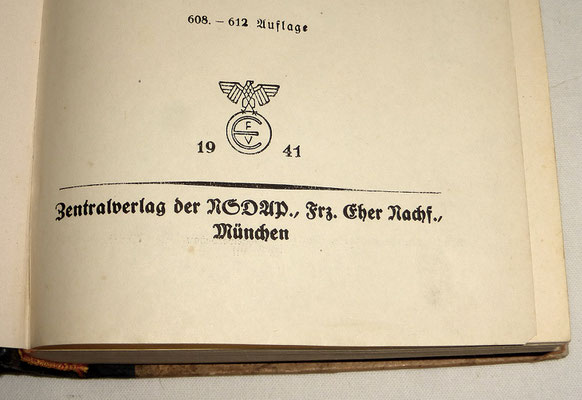 608. – 612 Auflage
F
E
V
19 41
Zentralverlag der NSDAP., Frz. Eher Nachf.,
München